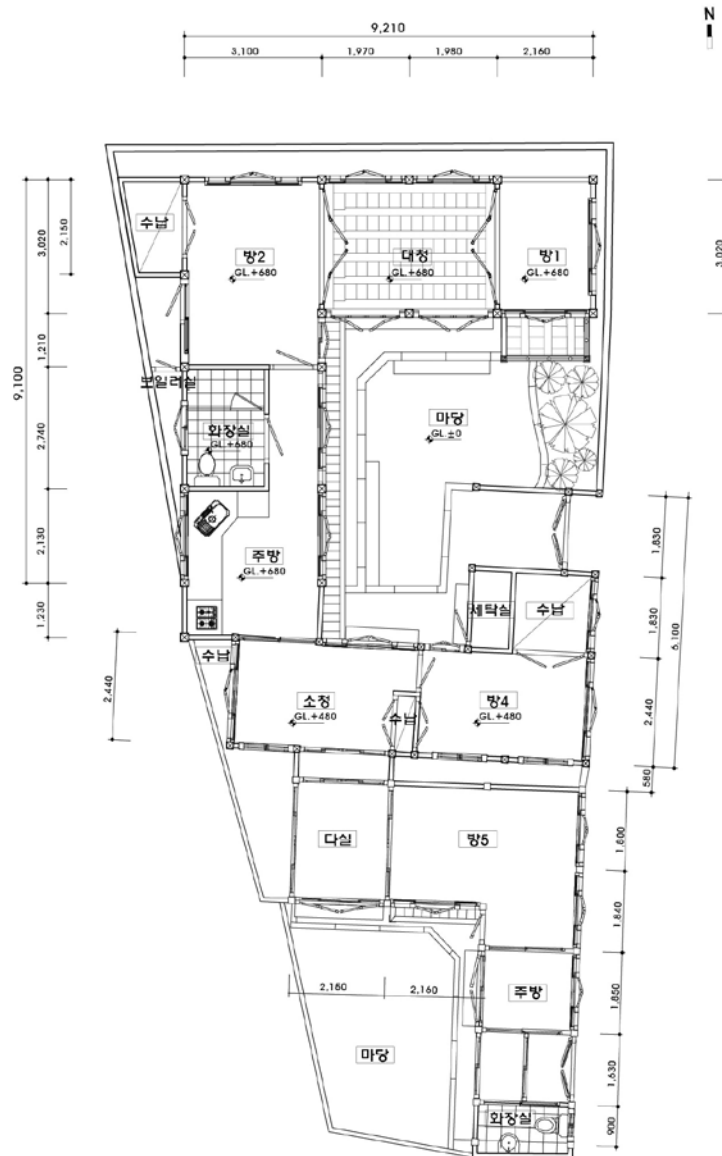 N
9,210
3,100
1,970
1,980
2,160
수납
방2
GL.+680
대청
GL.+680
방1
GL.+680
3,020
2,150
3,020
1,210
9,100
보일러실
화장실
GL.+680
마당
GL.±0
2,740
2,130
주방
GL.+680
1,230
세탁실
수납
1,830
1,830
6,100
수납
2,440
소청
GL.+480
수납
방4
GL.+480
2,440
580
다실
방5
1,800
1,840
2,160
2,160
주방
1,850
마당
1,630
화장실
900